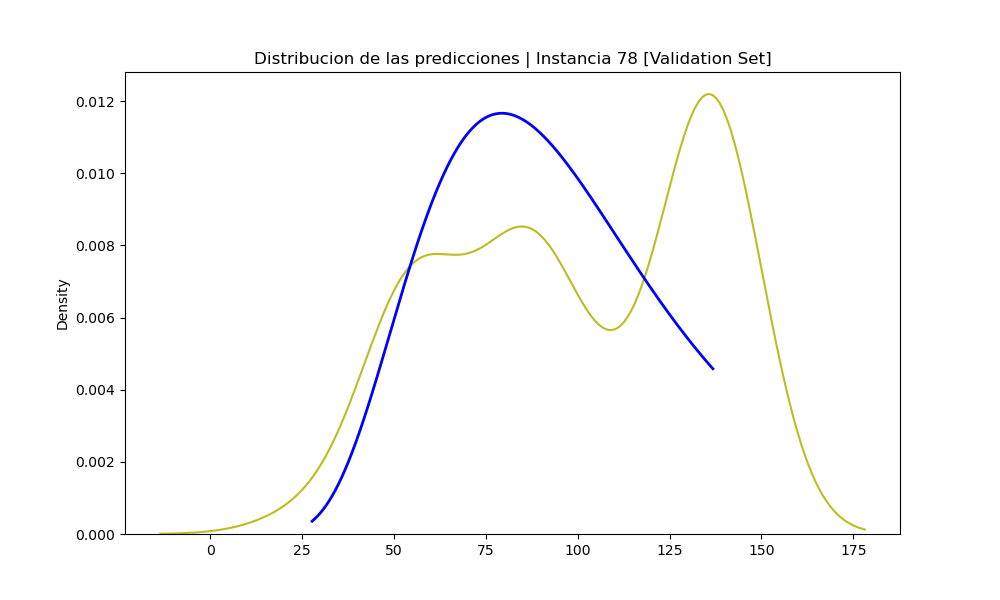 Distribucion de las predicciones | Instancia 78 [Validation Set]
Density
0.012
0.010
0.008
0.006
0.004
0.002
0.000
0 25 50 75 100 125 150 175